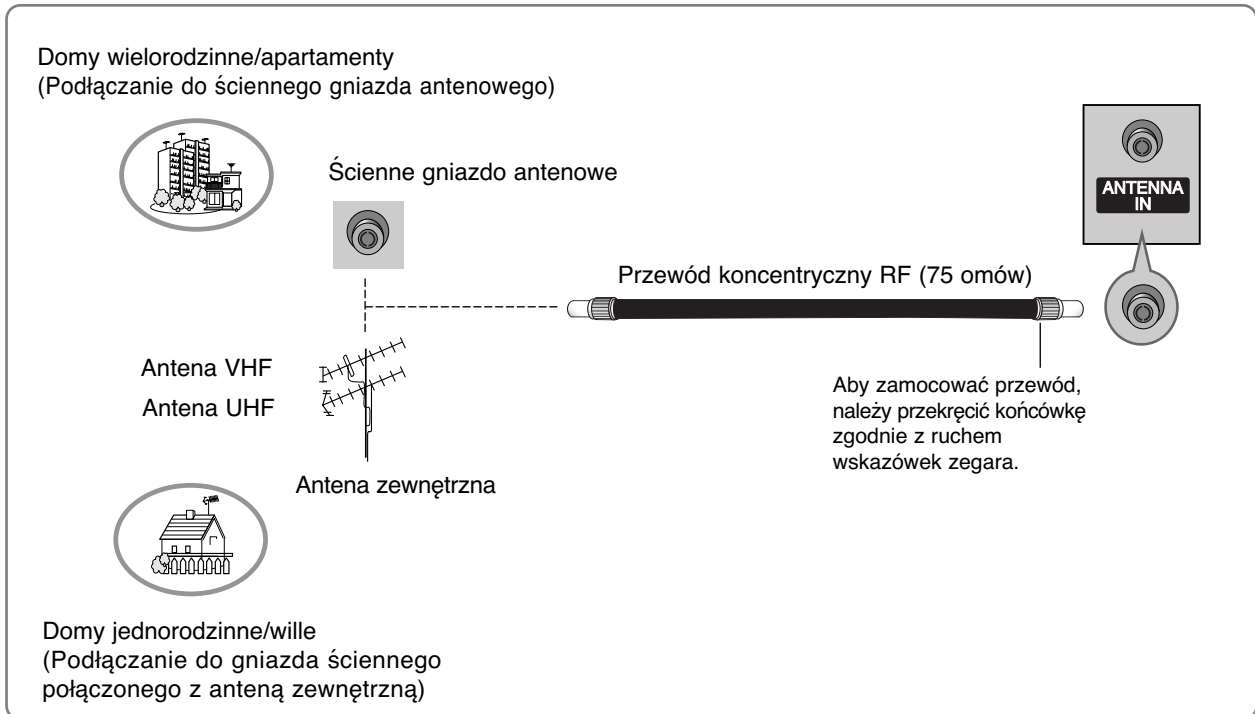 Domy wielorodzinne/apartamenty
(Podłączanie do ściennego gniazda antenowego)
Ścienne gniazdo antenowe
ANTENNA
IN
Przewód koncentryczny RF (75 omów)
Antena VHF
Antena UHF
Aby zamocować przewód,
należy przekręcić końcówkę
zgodnie z ruchem
wskazówek zegara.
Antena zewnętrzna
Domy jednorodzinne/wille
(Podłączanie do gniazda ściennego
połączonego z anteną zewnętrzną)